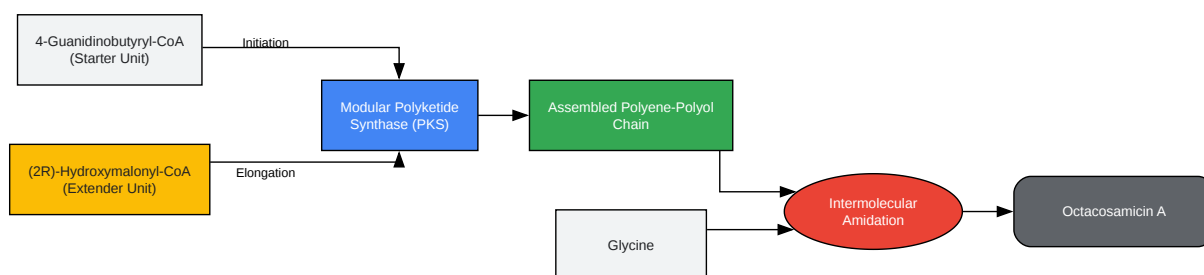 4-Guanidinobutyryl-CoA
(Starter Unit)
Initiation
Modular Polyketide
Synthase (PKS)
Assembled Polyene-Polyol
Chain
(2R)-Hydroxymalonyl-CoA
(Extender Unit)
Elongation
Intermolecular
Amidation
Octacosamicin A
Glycine